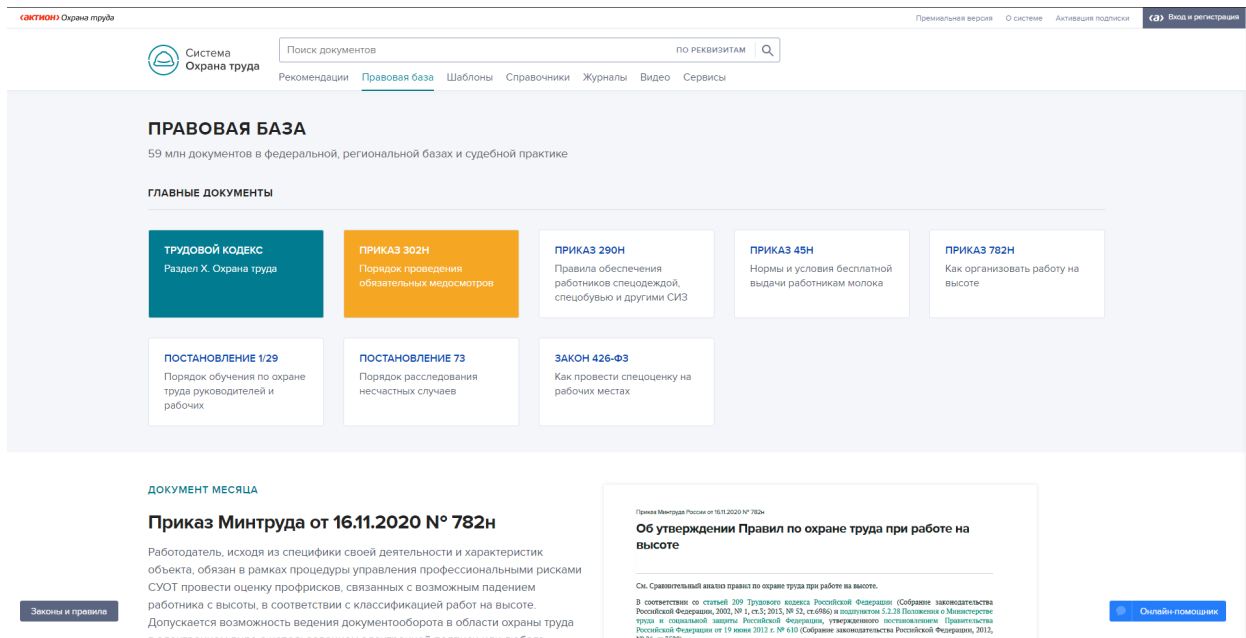 <актион> Охрана труда
Премиальная версия О системе Активация подписки <а> Вход и регистрация
Система
Охрана труда
Поиск документов ПО РЕКВИЗИТАМ
Рекомендации Правовая база Шаблоны Справочники Журналы Видео Сервисы
ПРАВОВАЯ БАЗА
59 млн документов в федеральной, региональной базах и судебной практике
ГЛАВНЫЕ ДОКУМЕНТЫ
ТРУДОВОЙ КОДЕКС
Раздел X. Охрана труда
ПРИКАЗ 302Н
Порядок проведения
обязательных медосмотров
ПРИКАЗ 290Н
Правила обеспечения
работников спецодеждой,
спецобувью и другими СИЗ
ПРИКАЗ 45Н
Нормы и условия бесплатной
выдачи работникам молока
ПРИКАЗ 782Н
Как организовать работу на
высоте
ПОСТАНОВЛЕНИЕ 1/29
Порядок обучения по охране
труда руководителей и
рабочих
ПОСТАНОВЛЕНИЕ 73
Порядок расследования
несчастных случаев
ЗАКОН 426-ФЗ
Как провести спецоценку на
рабочих местах
ДОКУМЕНТ МЕСЯЦА
Приказ Минтруда от 16.11.2020 № 782н
Работодатель, исходя из специфики своей деятельности и характеристик
объекта, обязан в рамках процедуры управления профессиональными рисками
СУОТ провести оценку профрисков, связанных с возможным падением
работника с высоты, в соответствии с классификацией работ на высоте.
Допускается возможность ведения документооборота в области охраны труда
Приказ Минтруда России от 16.11.2020 № 782н
Об утверждении Правил по охране труда при работе на
высоте
См. Сравнительный анализ правил по охране труда при работе на высоте.
В соответствии со статьей 209 Трудового кодекса Российской Федерации (Собрание законодательства
Российской Федерации, 2002, № 1, ст.3; 2013, № 52, ст.6986) и подпунктом 5.2.28 Положения о Министерстве
труда и социальной защиты Российской Федерации, утвержденного постановлением Правительства
Российской Федерации от 19 июня 2012 г. № 610 (Собрание законодательства Российской Федерации, 2012,
Законы и правила
Онлайн-помощник